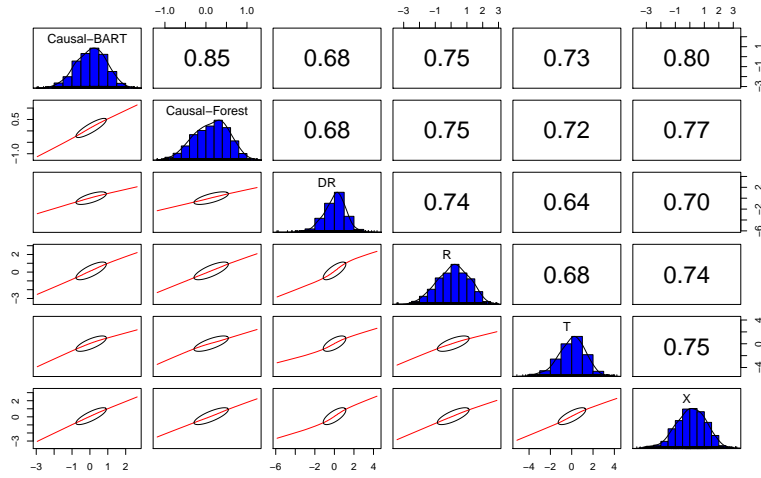 −1.0 0.0 1.0
−3 −1 1 2 3
−3 −1 1 2 3
Causal−BART
0.85
0.68
0.75
0.73
0.80
−3 −1 1
−1.0 0.5
Causal−Forest
0.68
0.75
0.72
0.77
DR
0.74
0.64
0.70
−6 −2 2
−3 0 2
R
0.68
0.74
T
0.75
−4 0 4
−3 0 2
X
−3 −1 0 1 2
−6 −2 0 2 4
−4 0 2 4